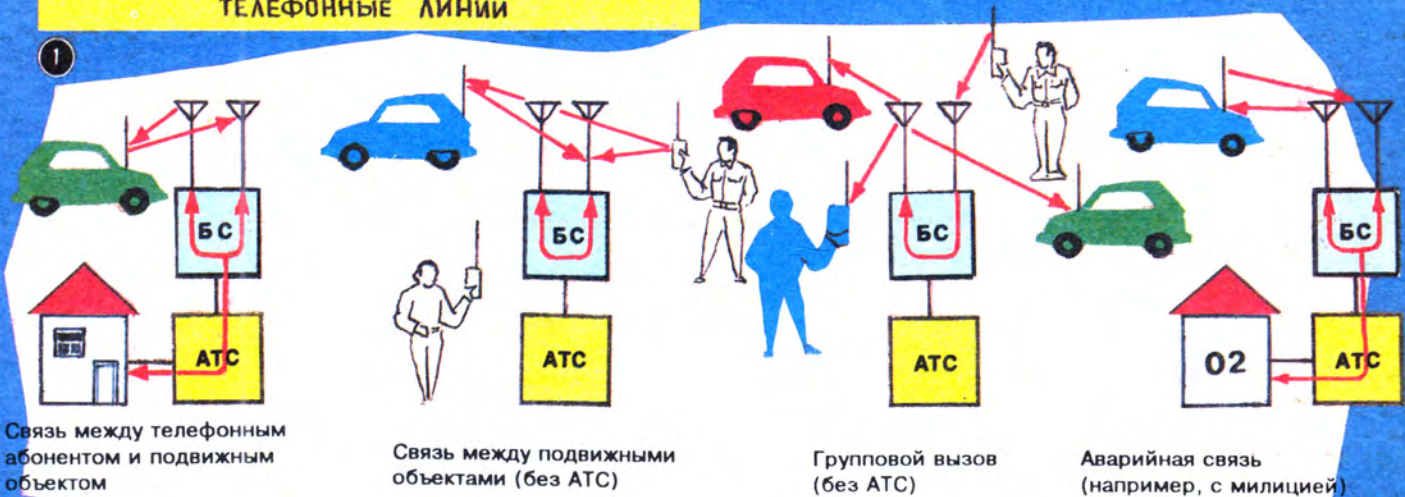 ТЕЛЕФОННЫЕ ЛИНИИ
1
БС
АТС
Связь между телефонным
абонентом и подвижным
объектом
БС
АТС
Связь между подвижными
объектами (без АТС)
БС
АТС
Групповой вызов
(без АТС)
БС
02
АТС
Аварийная связь
(например, с милицией)